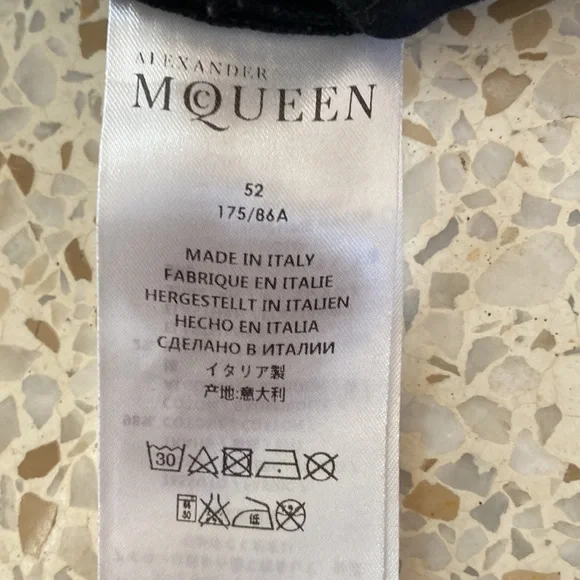 ALEXANDER
MCQUEEN
52
175/86A
MADE IN ITALY
FABRIQUE EN ITALIE
HERGESTELLT IN ITALIEN
HECHO EN ITALIA
СДЕЛАНО В ИТАЛИИ
イタリア製
产地:意大利
30
低